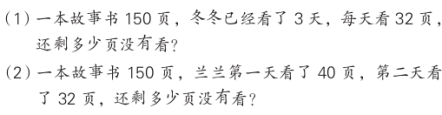 (1) 一本故事书 150 页，冬冬已经看了 3 天，每天看 32 页，
还剩多少页没有看?
(2) 一本故事书 150 页，兰兰第一天看了 40 页，第二天看
了 32 页，还剩多少页没有看?